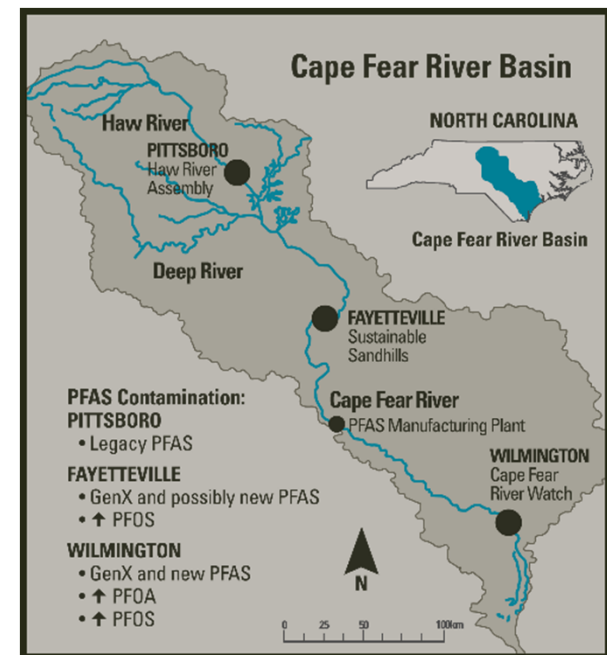 Cape Fear River Basin
NORTH CAROLINA
Cape Fear River Basin
Haw River
PITTSBORO
Haw River
Assembly
Deep River
FAYETTEVILLE
Sustainable
Sandhills
Cape Fear River
PFAS Manufacturing Plant
WILMINGTON
Cape Fear
River Watch
PFAS Contamination:
PITTSBORO
• Legacy PFAS
FAYETTEVILLE
• GenX and possibly new PFAS
• ↑ PFOS
WILMINGTON
• GenX and new PFAS
• ↑ PFOA
• ↑ PFOS
N
0 25 50 100km